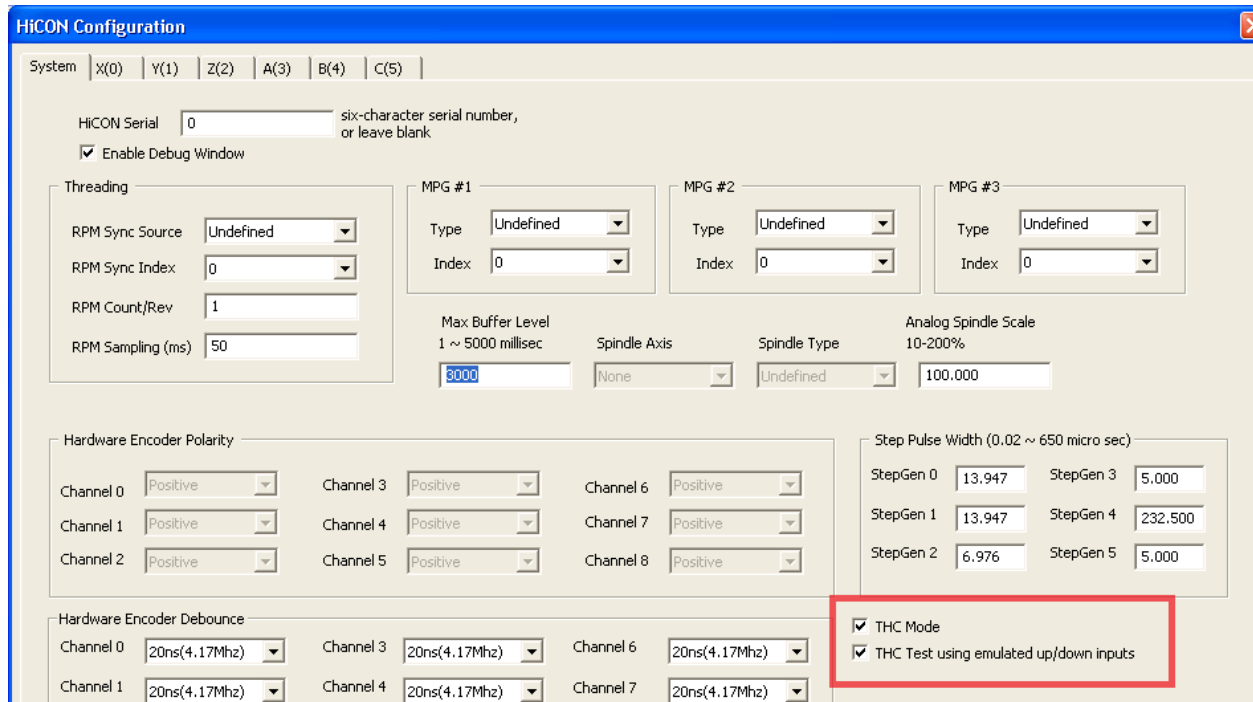 HiCON Configuration
System X(0) Y(1) Z(2) A(3) B(4) C(5)
HiCON Serial 0 six-character serial number,
or leave blank
Enable Debug Window
Threading
RPM Sync Source Undefined
RPM Sync Index 0
RPM Count/Rev 1
RPM Sampling (ms) 50
MPG #1
Type Undefined
Index 0
MPG #2
Type Undefined
Index 0
MPG #3
Type Undefined
Index 0
Max Buffer Level
1 ~ 5000 millisec
3000
Spindle Axis
None
Spindle Type
Undefined
Analog Spindle Scale
10-200%
100.000
Hardware Encoder Polarity
Channel 0 Positive Channel 3 Positive Channel 6 Positive
Channel 1 Positive Channel 4 Positive Channel 7 Positive
Channel 2 Positive Channel 5 Positive Channel 8 Positive
Step Pulse Width (0.02 ~ 650 micro sec)
StepGen 0 13.947 StepGen 3 5.000
StepGen 1 13.947 StepGen 4 232.500
StepGen 2 6.976 StepGen 5 5.000
Hardware Encoder Debounce
Channel 0 20ns(4.17Mhz) Channel 3 20ns(4.17Mhz) Channel 6 20ns(4.17Mhz)
Channel 1 20ns(4.17Mhz) Channel 4 20ns(4.17Mhz) Channel 7 20ns(4.17Mhz)
THC Mode
THC Test using emulated up/down inputs